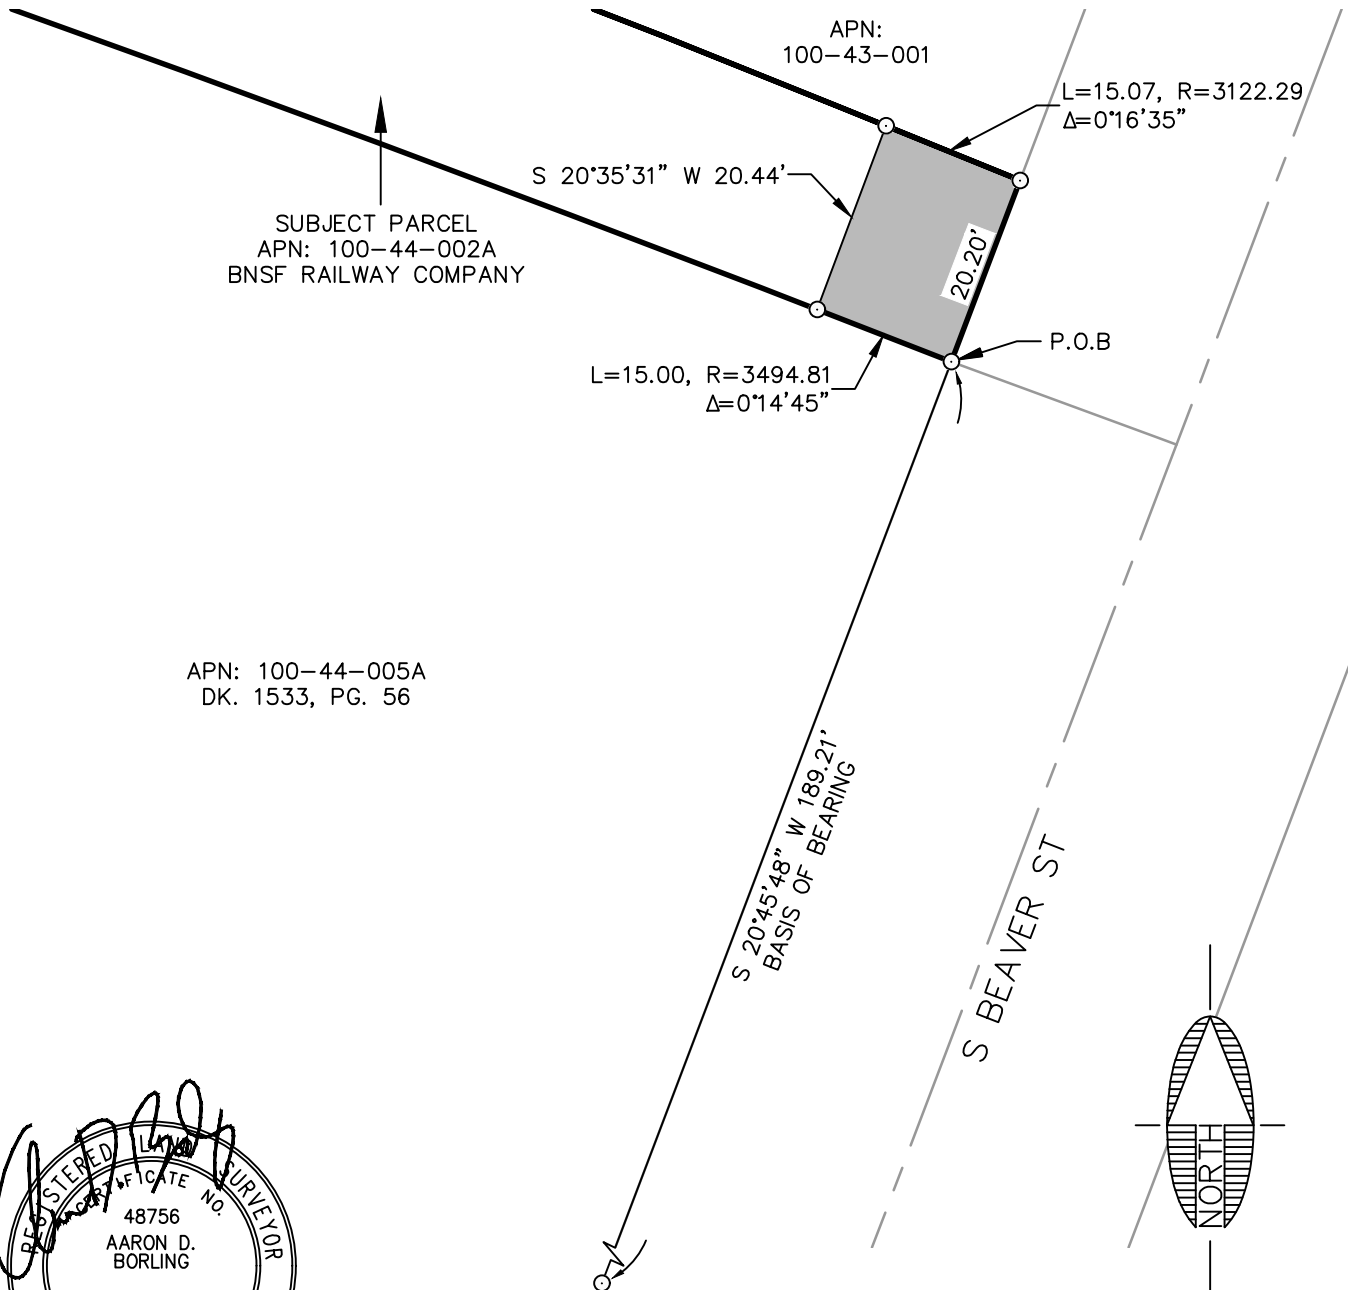 APN:
100-43-001
L=15.07, R=3122.29
Δ=0°16'35"
S 20°35'31" W 20.44'
SUBJECT PARCEL
APN: 100-44-002A
BNSF RAILWAY COMPANY
20.20'
P.O.B
L=15.00, R=3494.81
Δ=0°14'45"
APN: 100-44-005A
DK. 1533, PG. 56
S 20°45'48" W 189.21'
BASIS OF BEARING
S BEAVER ST
NORTH
REGISTERED LAND SURVEYOR
CERTIFICATE NO.
48756
AARON D.
BORLING